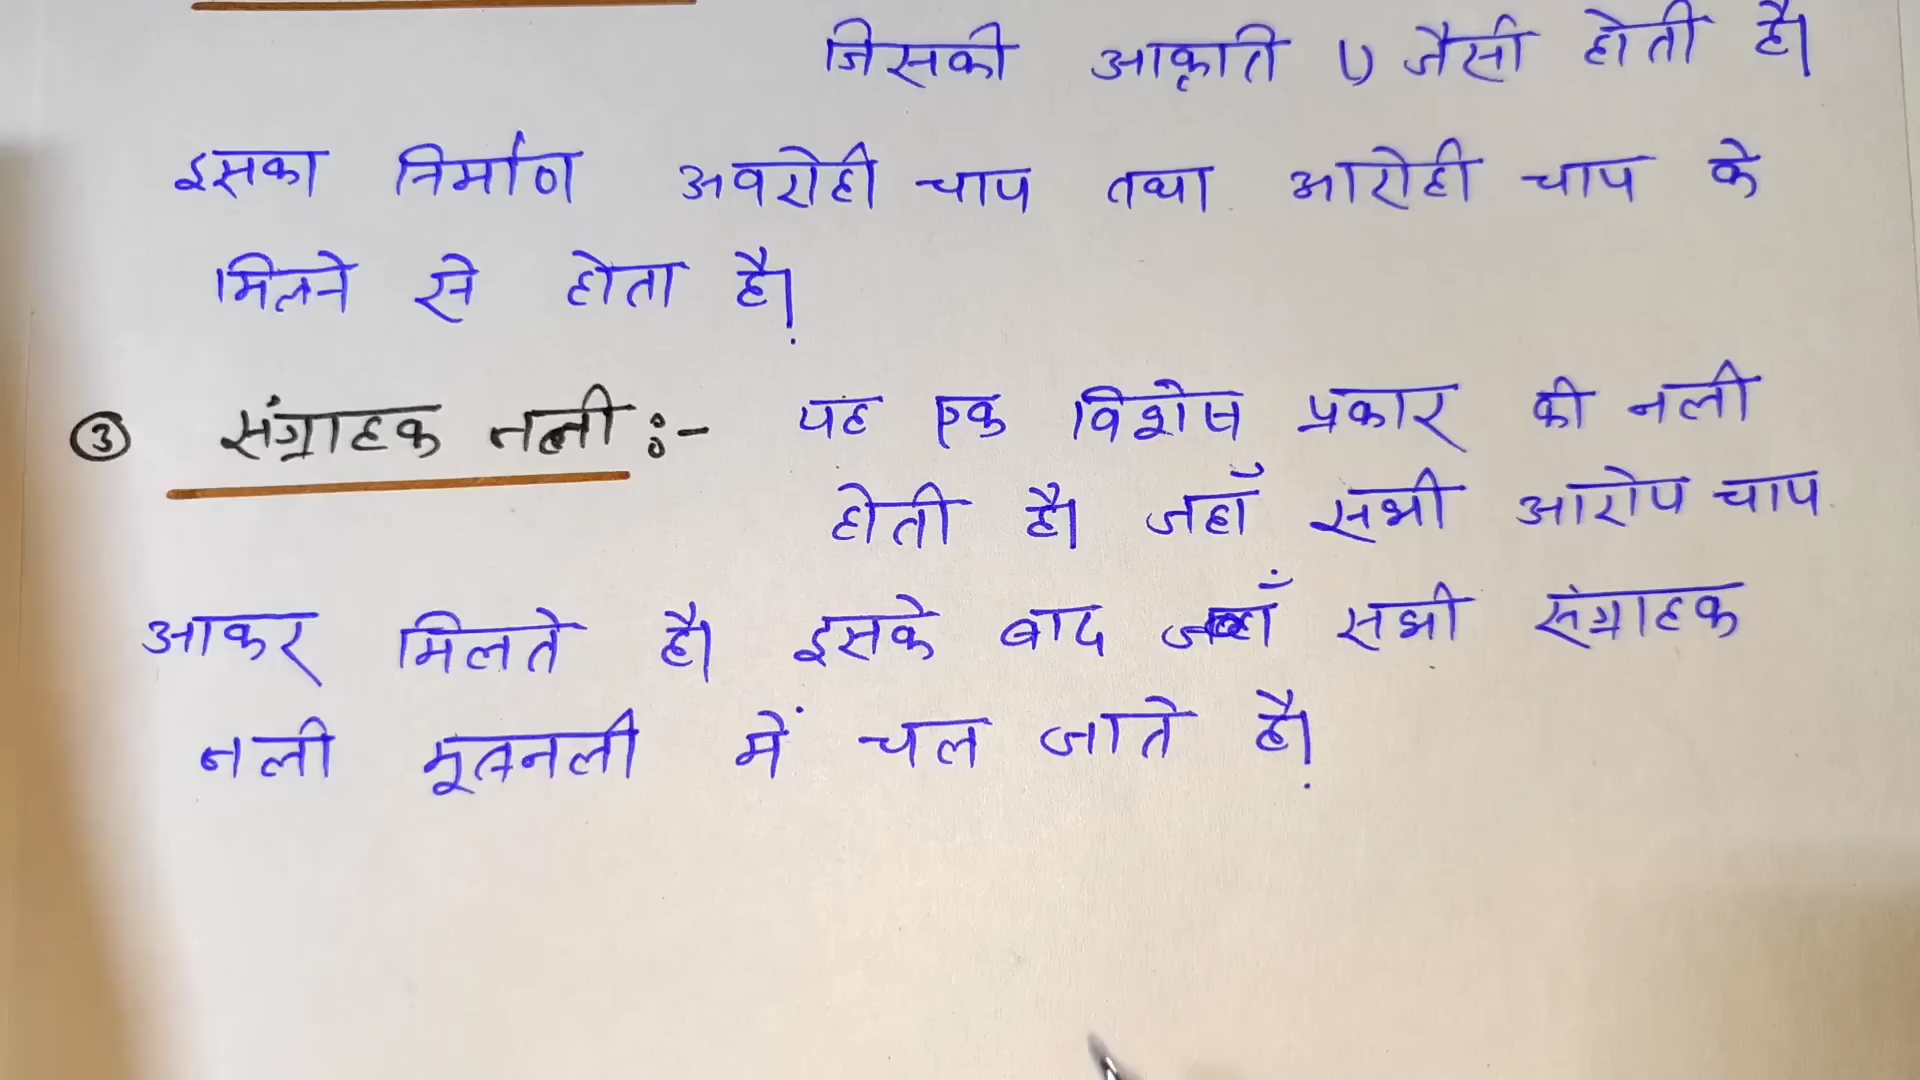 जिसकी आकृति U जैसी होती है।
इसका निर्माण अवरोही चाप तथा आरोही चाप के
मिलने से होता है।
③ संग्राहक नली :- यह एक विशेष प्रकार की नली
होती है। जहाँ सभी आरोप चाप
आकर मिलते है। इसके बाद जहाँ सभी संग्राहक
नली मूत्रनली में चल जाते है।